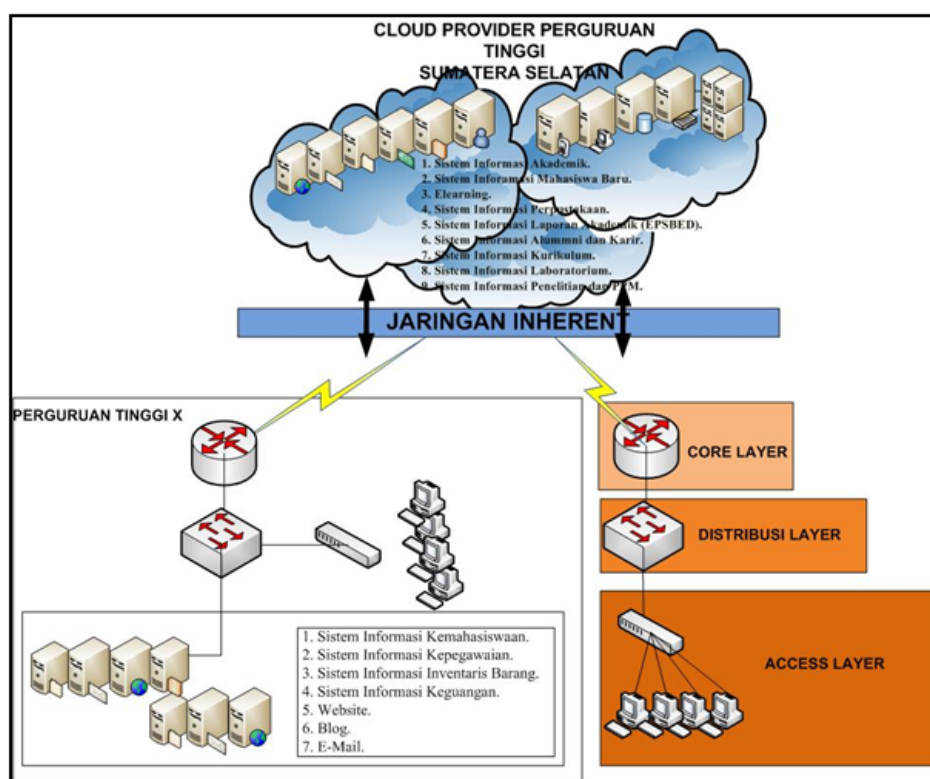 CLOUD PROVIDER PERGURUAN
TINGGI
SUMATERA SELATAN
1. Sistem Informasi Akademik.
2. Sistem Inforamasi Mahasiswa Baru.
3. Elearning.
4. Sistem Informasi Perpustakaan.
5. Sistem Informasi Laporan Akademik (EPSBED).
6. Sistem Informasi Alummni dan Karir.
7. Sistem Informasi Kurikulum.
8. Sistem Informasi Laboratorium.
9. Sistem Informasi Penelitian dan PPM.
JARINGAN INHERENT
PERGURUAN TINGGI X
1. Sistem Informasi Kemahasiswaan.
2. Sistem Informasi Kepegawaian.
3. Sistem Informasi Inventaris Barang.
4. Sistem Informasi Keguangan.
5. Website.
6. Blog.
7. E-Mail.
CORE LAYER
DISTRIBUSI LAYER
ACCESS LAYER